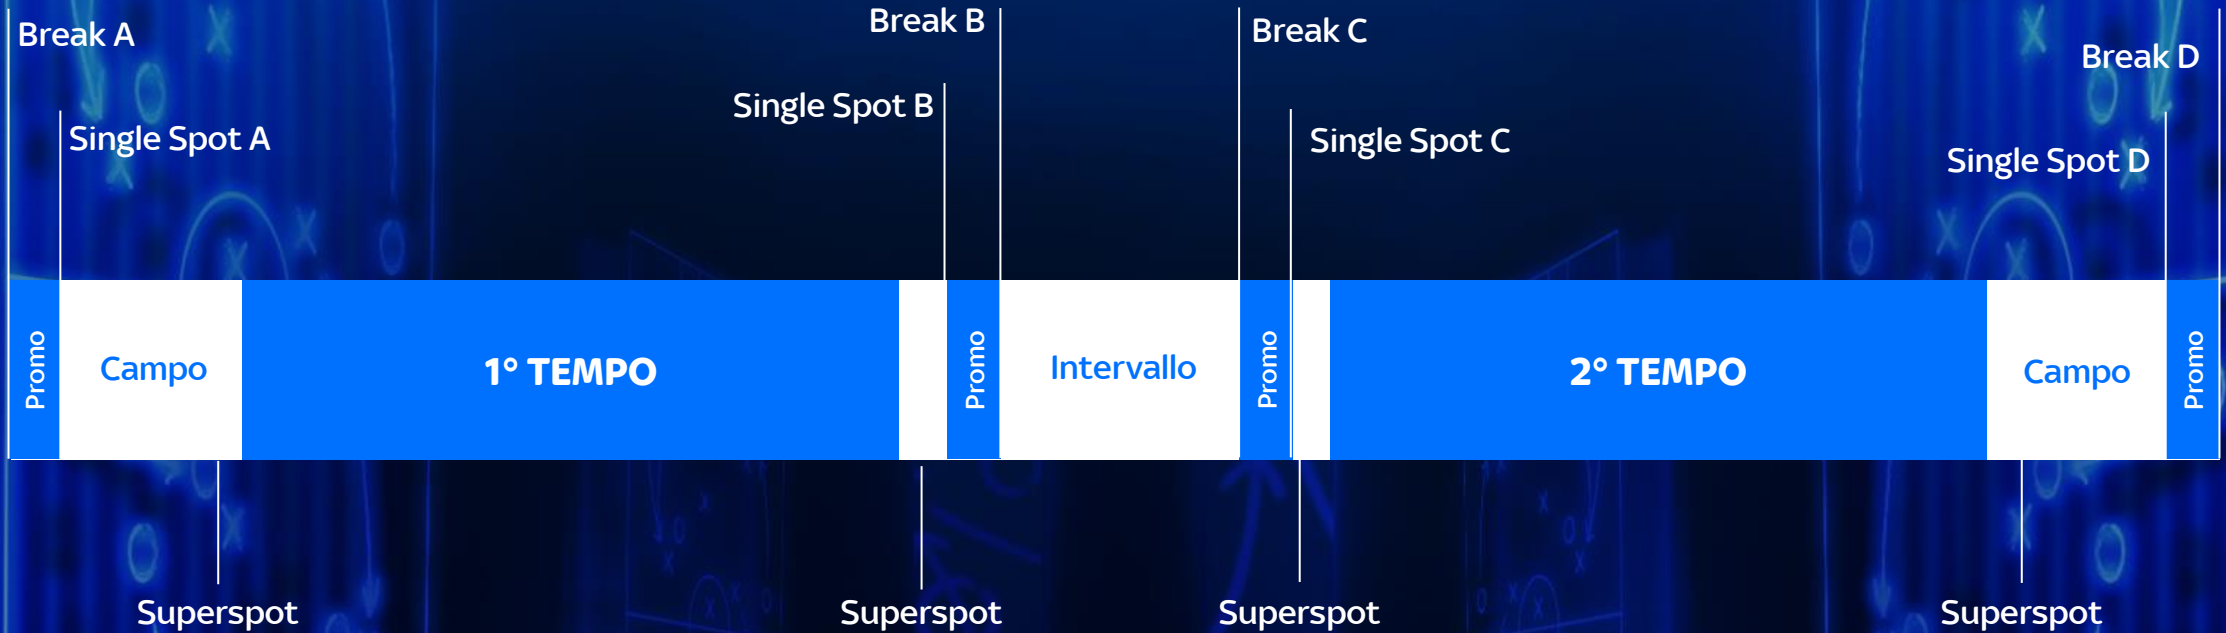 Break A
Break B
Break C
Break D
Single Spot A
Single Spot B
Single Spot C
Single Spot D
Promo
Campo
1° TEMPO
Promo
Intervallo
Promo
2° TEMPO
Campo
Promo
Superspot
Superspot
Superspot
Superspot